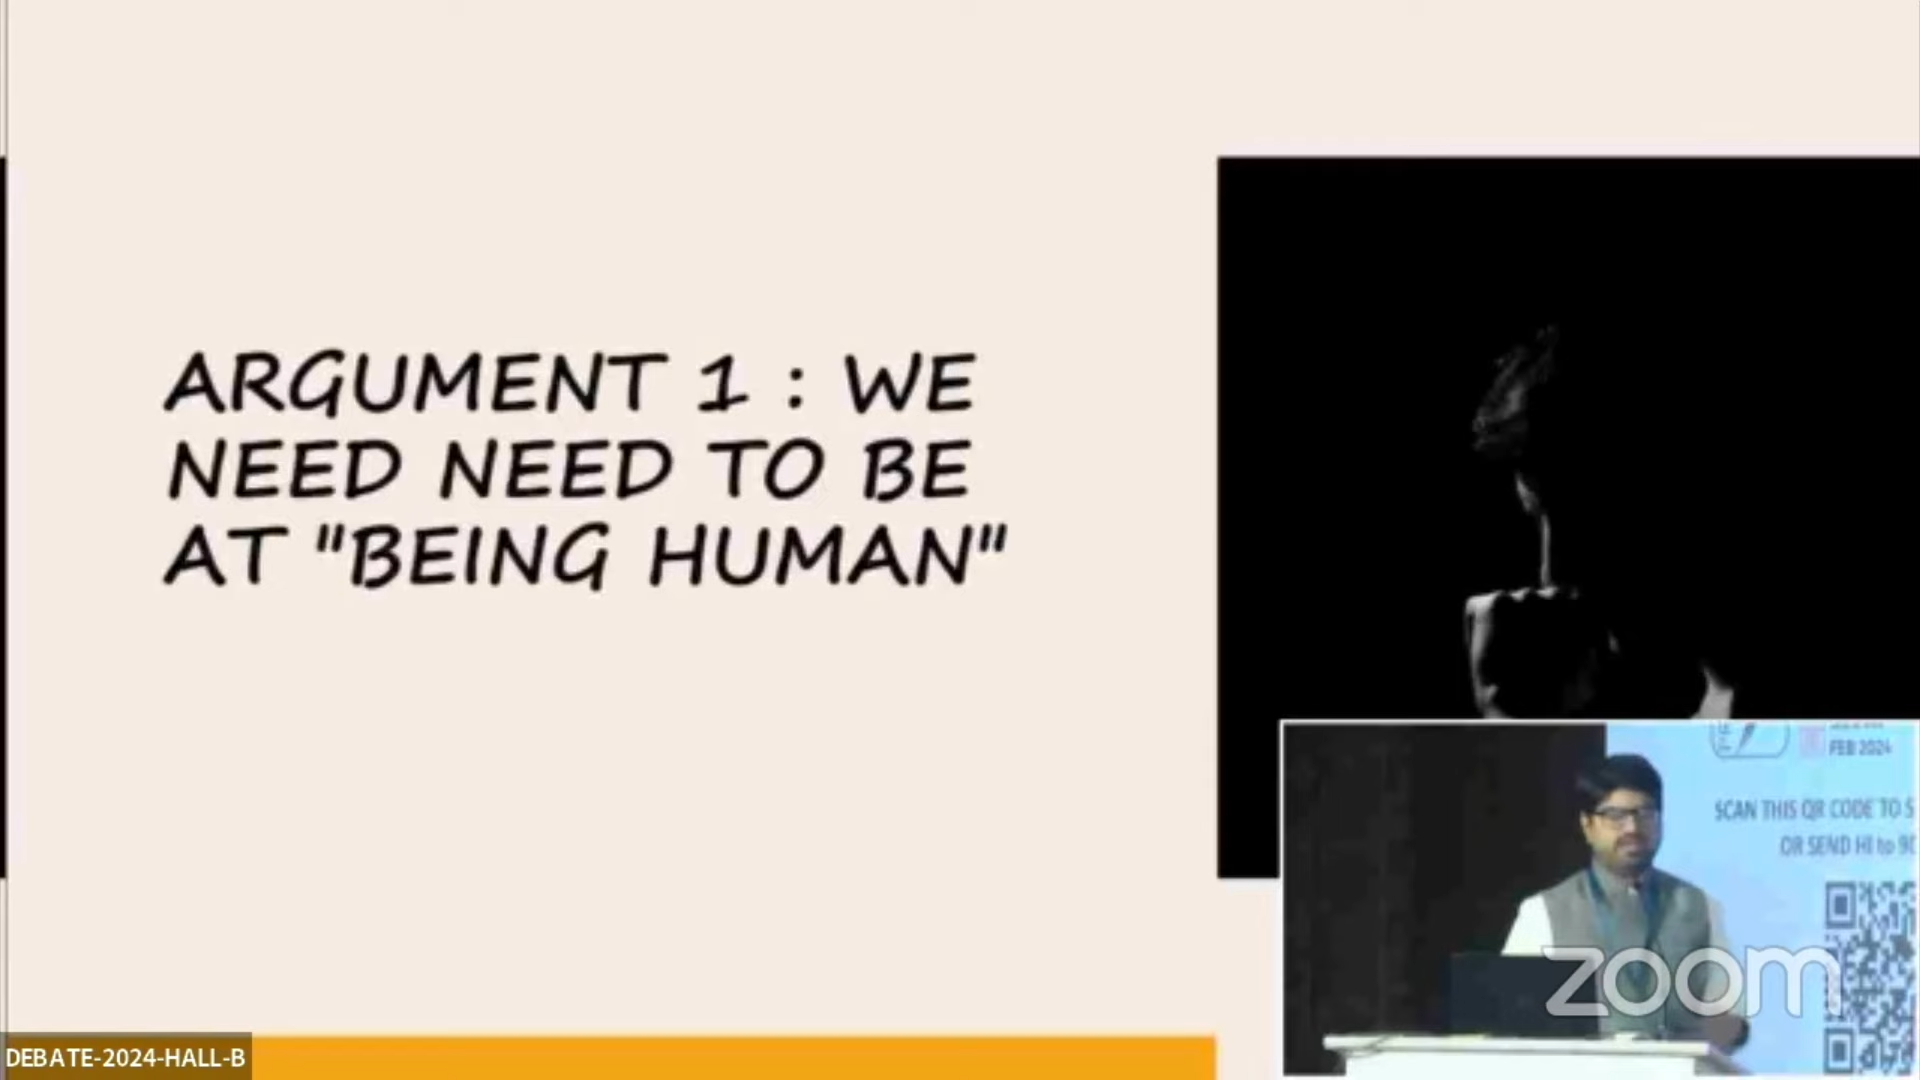 ARGUMENT 1 : WE
NEED NEED TO BE
AT "BEING HUMAN"
FEB 2024
SCAN THIS QR CODE TO
OR SEND HI to
zoom
DEBATE-2024-HALL-B